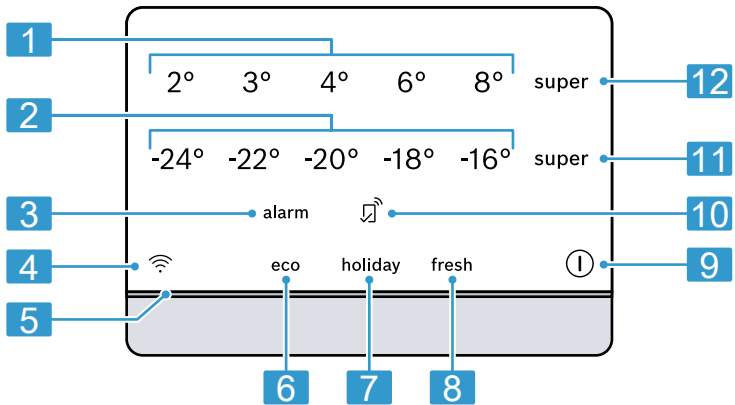 1
2° 3° 4° 6° 8° super 12
2
-24° -22° -20° -18° -16° super 11
3 alarm 10
4 eco holiday fresh 9
5
6 7 8